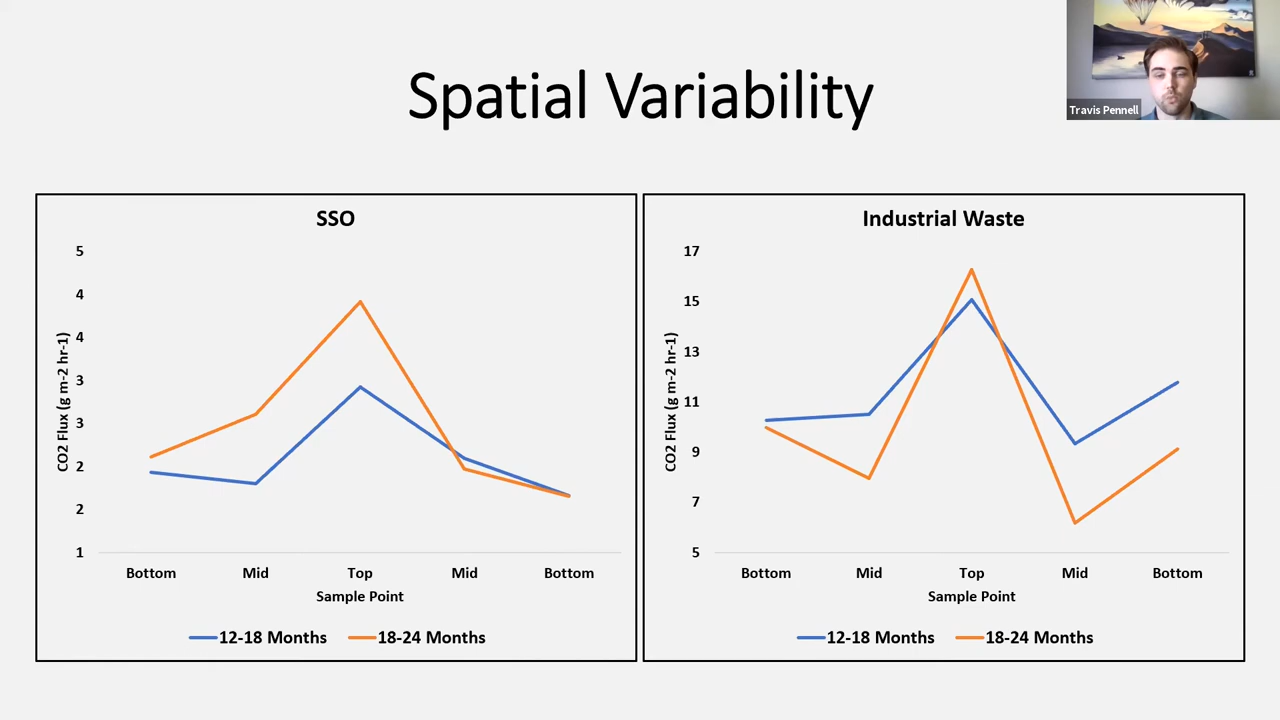 Spatial Variability
Travis Pennell
SSO
5
4
4
3
3
2
2
1
CO2 Flux (g m-2 hr-1)
Bottom Mid Top Mid Bottom
Sample Point
12-18 Months 18-24 Months
Industrial Waste
17
15
13
11
9
7
5
CO2 Flux (g m-2 hr-1)
Bottom Mid Top Mid Bottom
Sample Point
12-18 Months 18-24 Months